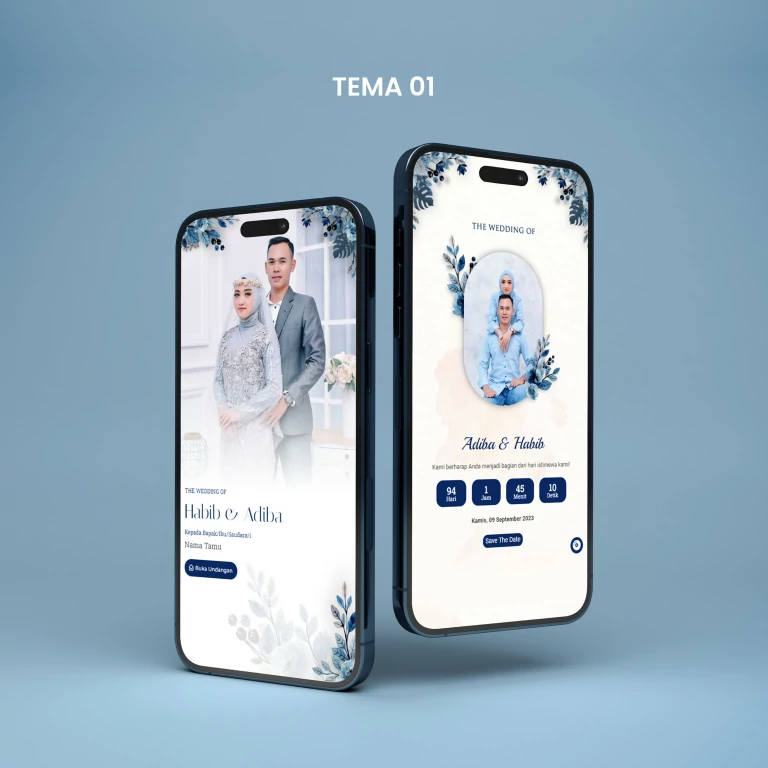 TEMA 01
THE WEDDING OF
Habib & Adiba
Kepada Bapak/Ibu/Saudara/i
Nama Tamu
Buka Undangan
THE WEDDING OF
Adiba & Habib
Kami berharap Anda menjadi bagian dari hari istimewa kami!
94 1 45 10
Hari Jam Menit Detik
Kamis, 09 September 2023
Save The Date